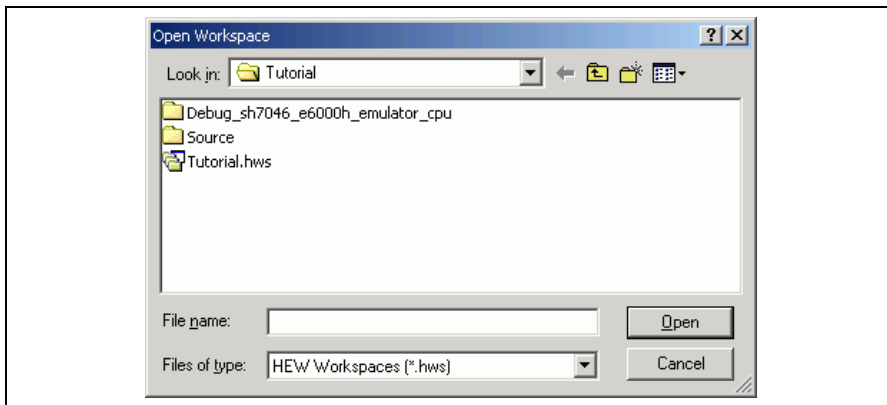 Open Workspace
Look in: Tutorial
Debug_sh7046_e6000h_emulator_cpu
Source
Tutorial.hws
File name: Open
Files of type: HEW Workspaces (*.hws) Cancel